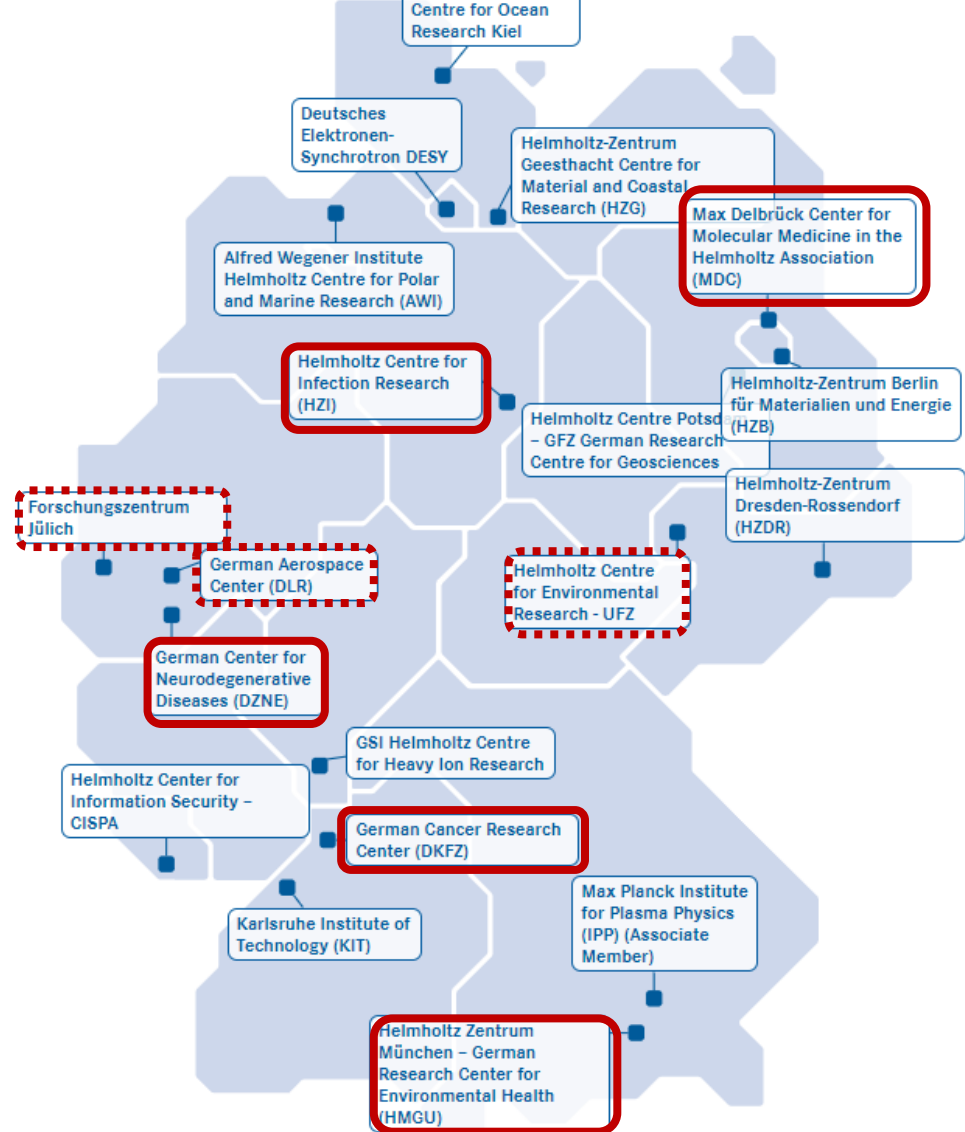 Centre for Ocean
Research Kiel
Deutsches
Elektronen-
Synchrotron DESY
Helmholtz-Zentrum
Geesthacht Centre for
Material and Coastal
Research (HZG)
Max Delbrück Center for
Molecular Medicine in the
Helmholtz Association
(MDC)
Alfred Wegener Institute
Helmholtz Centre for Polar
and Marine Research (AWI)
Helmholtz Centre for
Infection Research
(HZI)
Helmholtz-Zentrum Berlin
für Materialien und Energie
(HZB)
Helmholtz Centre Potsdam
– GFZ German Research
Centre for Geosciences
Helmholtz-Zentrum
Dresden-Rossendorf
(HZDR)
Forschungszentrum
Jülich
German Aerospace
Center (DLR)
Helmholtz Centre
for Environmental
Research - UFZ
German Center for
Neurodegenerative
Diseases (DZNE)
GSI Helmholtz Centre
for Heavy Ion Research
Helmholtz Center for
Information Security –
CISPA
German Cancer Research
Center (DKFZ)
Max Planck Institute
for Plasma Physics
(IPP) (Associate
Member)
Karlsruhe Institute of
Technology (KIT)
Helmholtz Zentrum
München – German
Research Center for
Environmental Health
(HMGU)